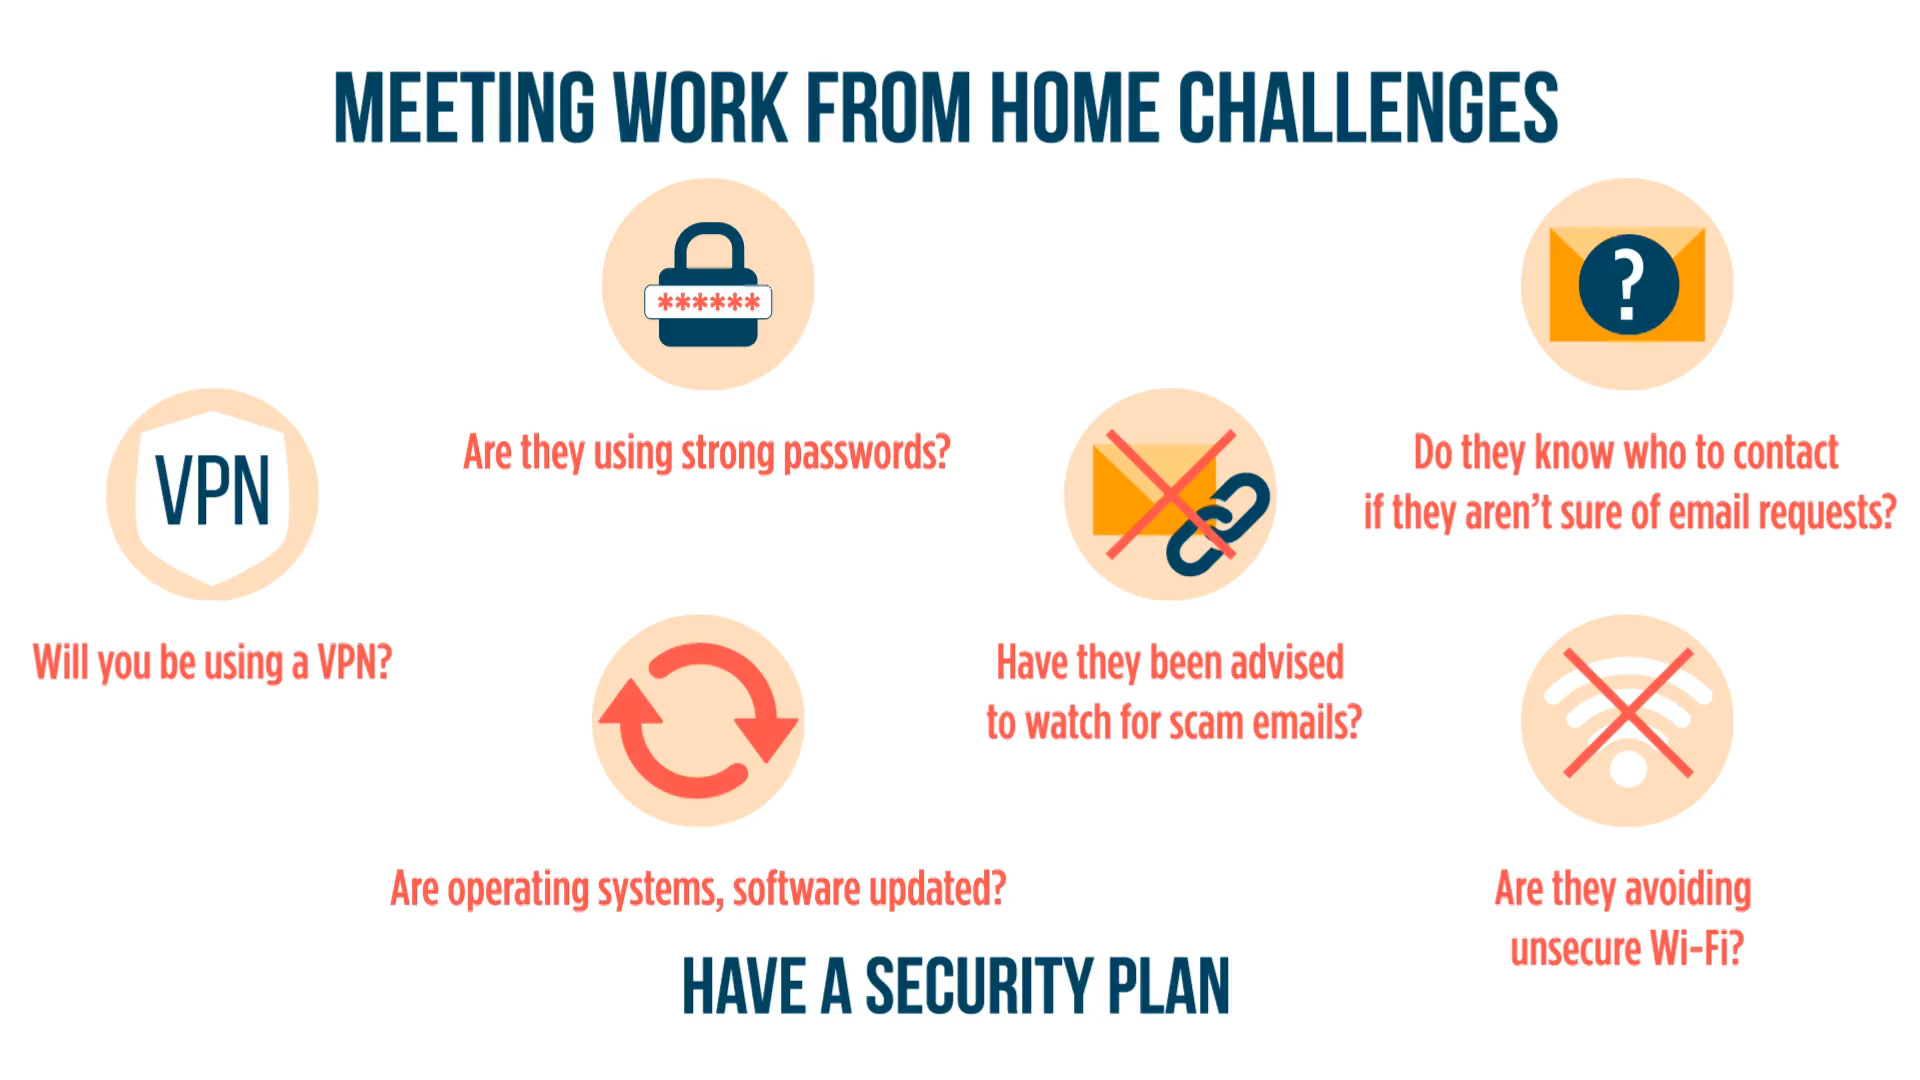 MEETING WORK FROM HOME CHALLENGES
VPN
Will you be using a VPN?
******
Are they using strong passwords?
Are operating systems, software updated?
Have they been advised
to watch for scam emails?
?
Do they know who to contact
if they aren't sure of email requests?
Are they avoiding
unsecure Wi-Fi?
HAVE A SECURITY PLAN